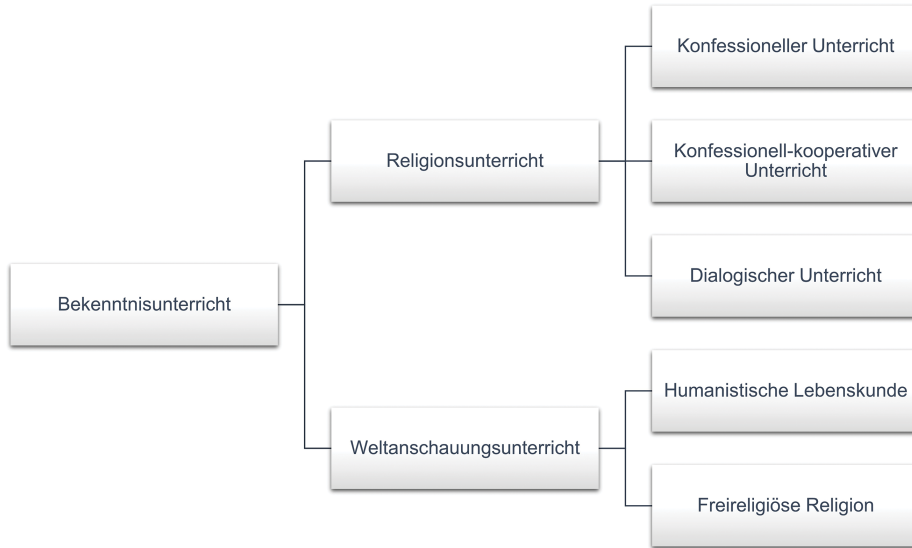 Konfessioneller Unterricht
Religionsunterricht
Konfessionell-kooperativer
Unterricht
Dialogischer Unterricht
Bekenntnisunterricht
Humanistische Lebenskunde
Weltanschauungsunterricht
Freireligiöse Religion